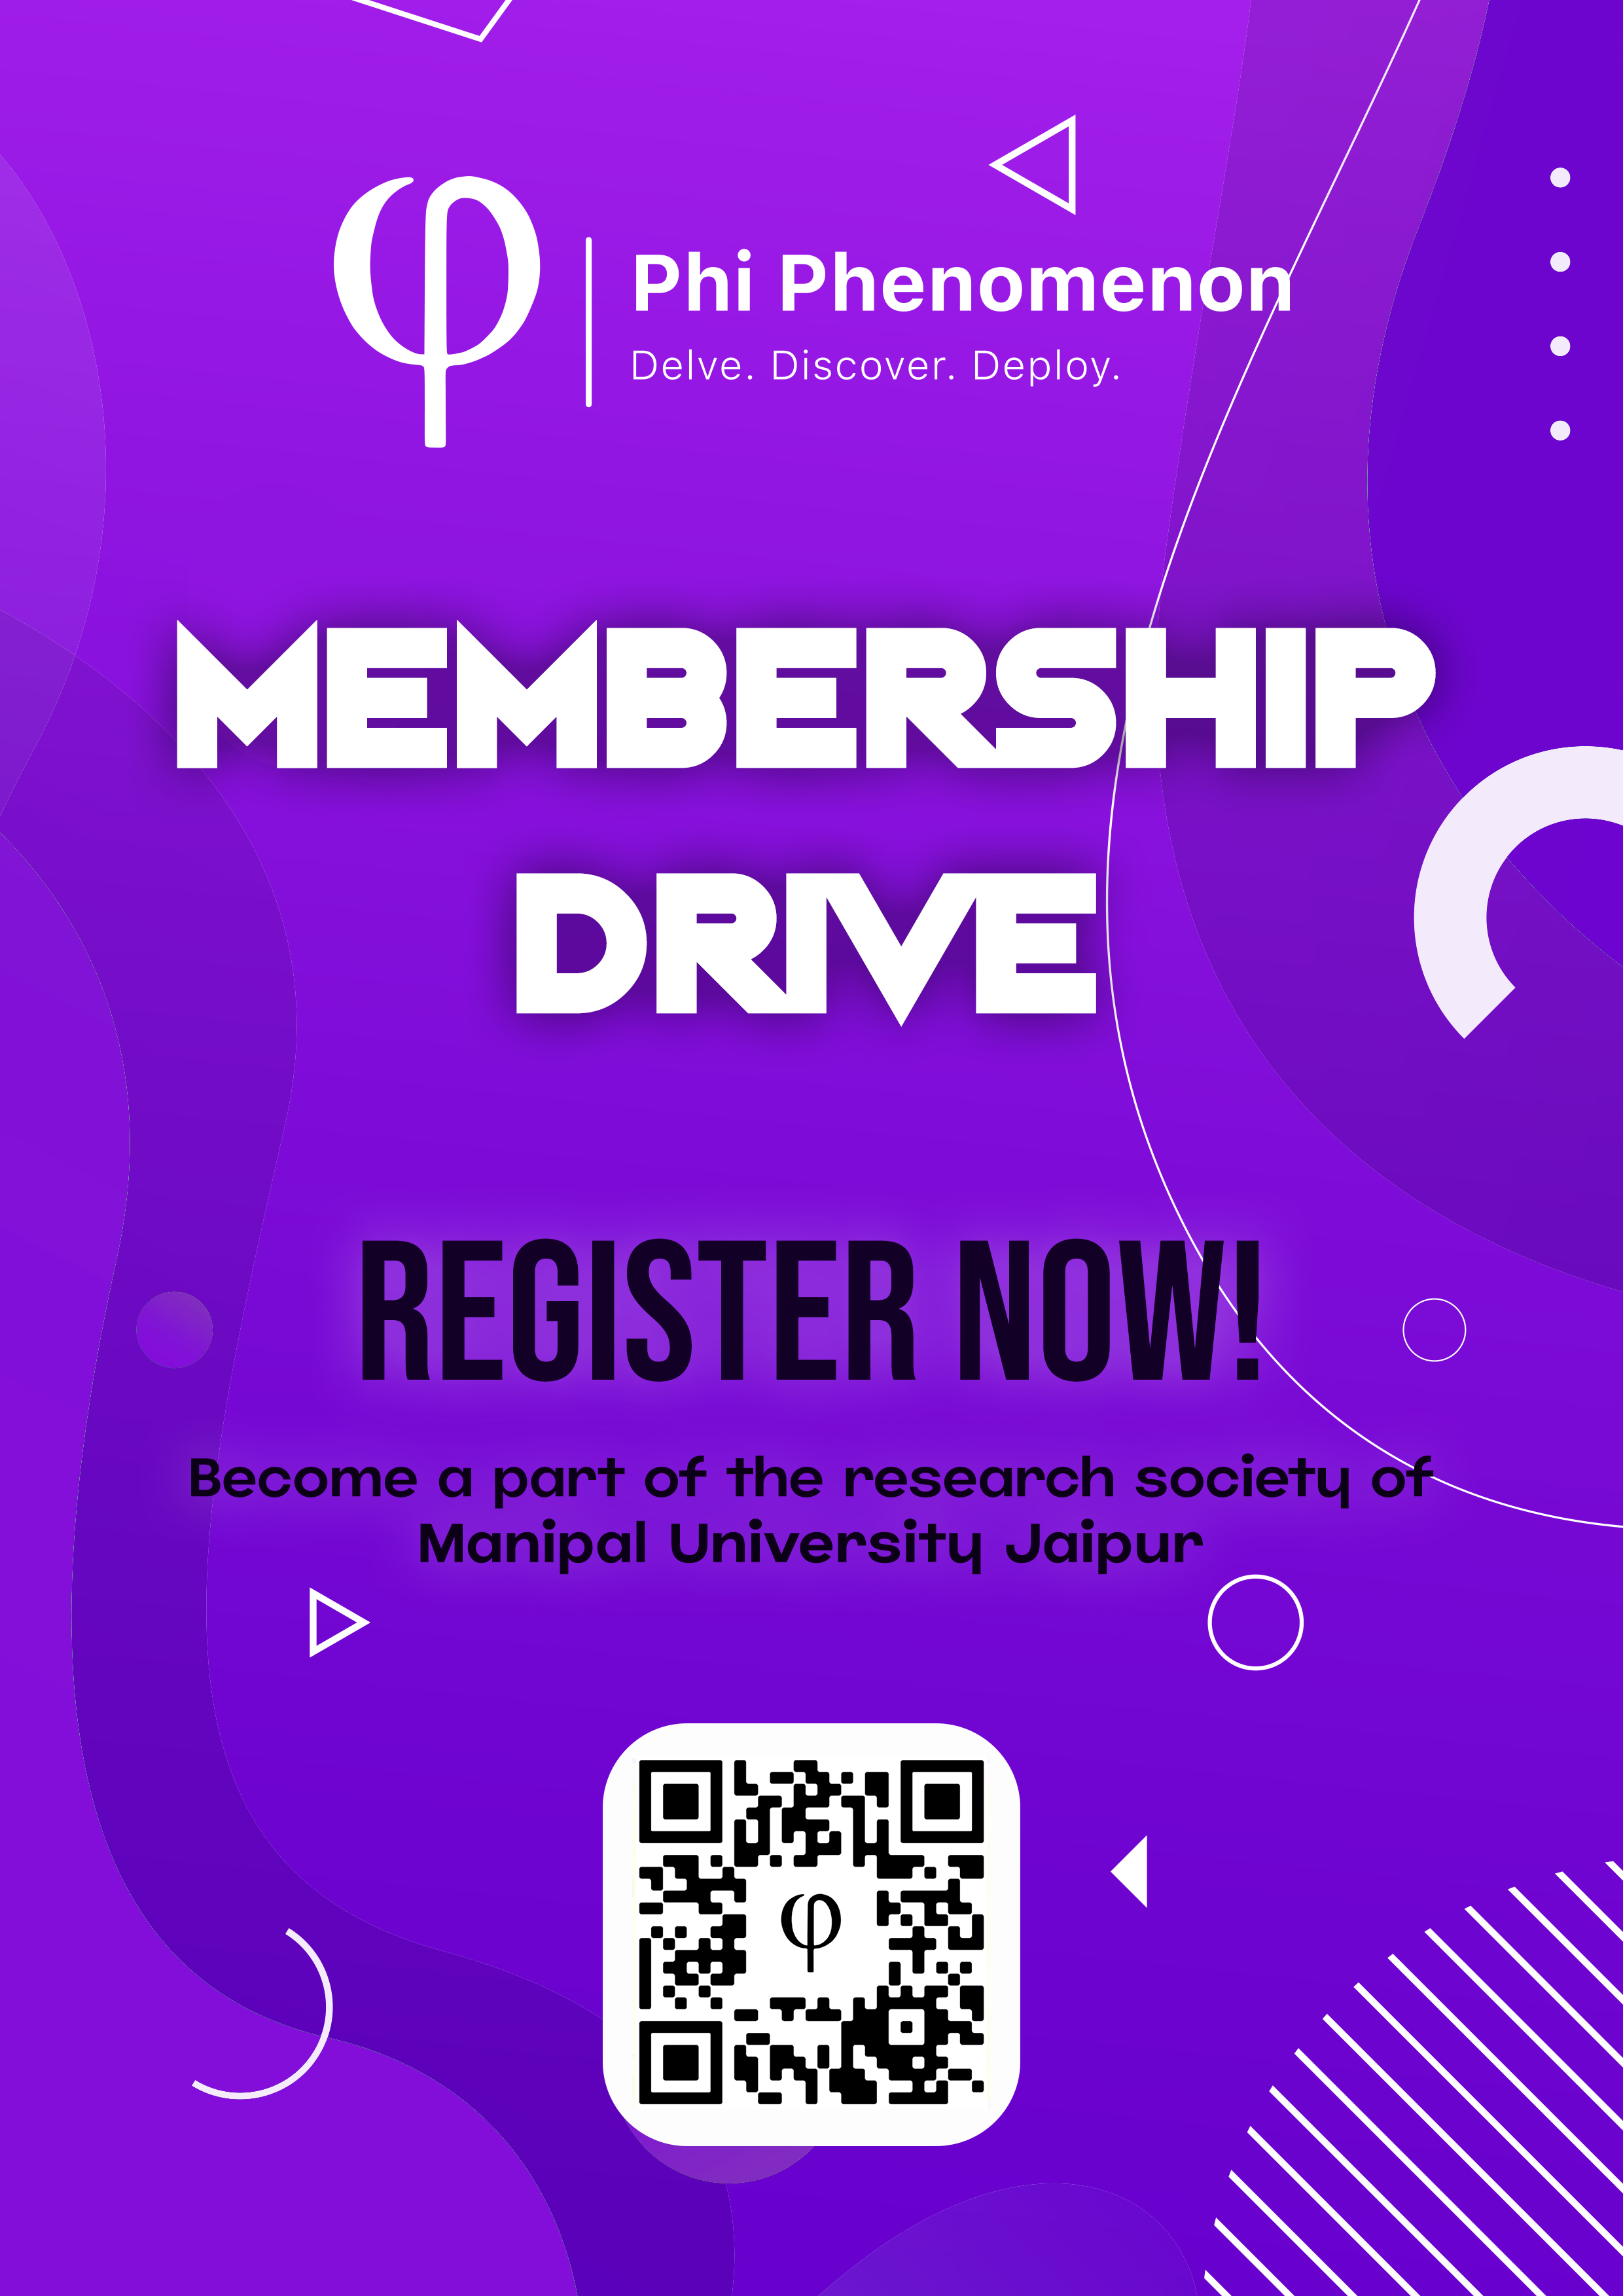 φ
Phi Phenomenon
Delve. Discover. Deploy.
MEMBERSHIP
DRIVE
REGISTER NOW!
Become a part of the research society of
Manipal University Jaipur
φ